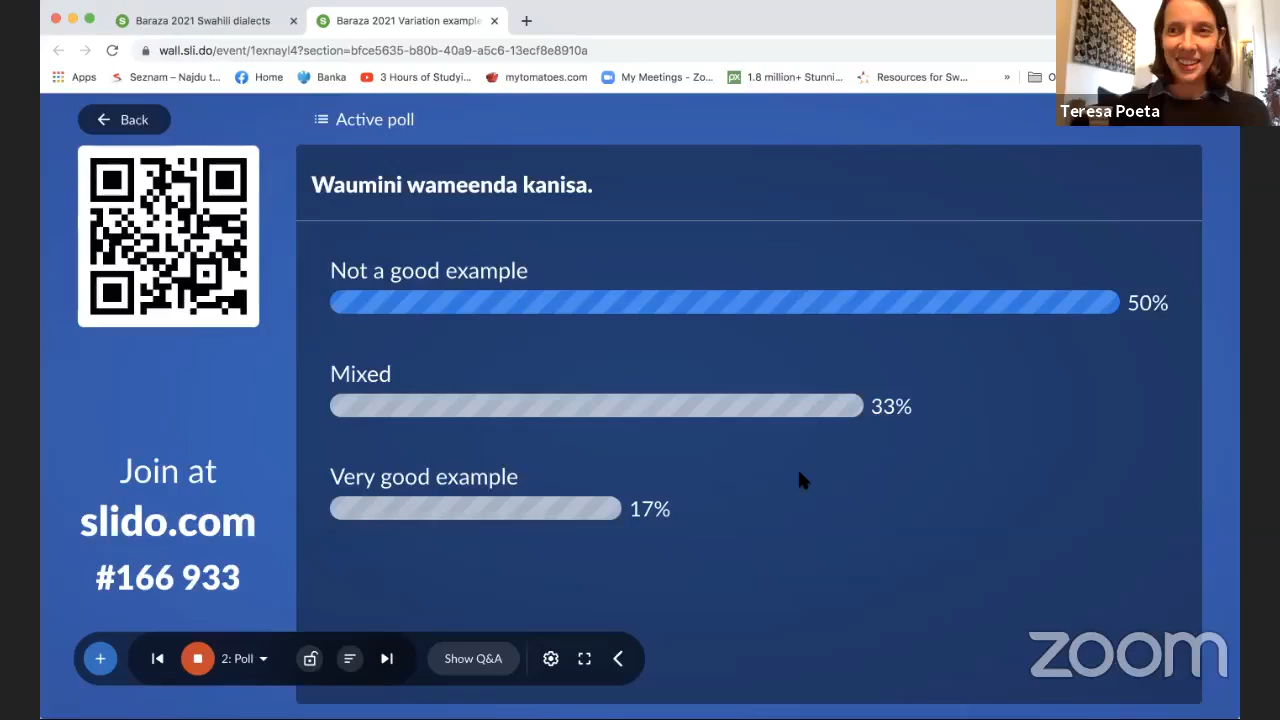 Baraza 2021 Swahili dialects
Baraza 2021 Variation example
wall.sli.do/event/1exnayl4?section=bfce5635-b80b-40a9-a5c6-13ecf8e8910a
Apps
Seznam – Najdu t...
Home
Banka
3 Hours of Studyi...
mytomatoes.com
My Meetings - Zo...
1.8 million+ Stunni...
Resources for Sw...
»
Teresa Poeta
Back
Active poll
Waumini wameenda kanisa.
Not a good example
50%
Mixed
33%
Very good example
17%
Join at
slido.com
#166 933
2: Poll
Show Q&A
zoom